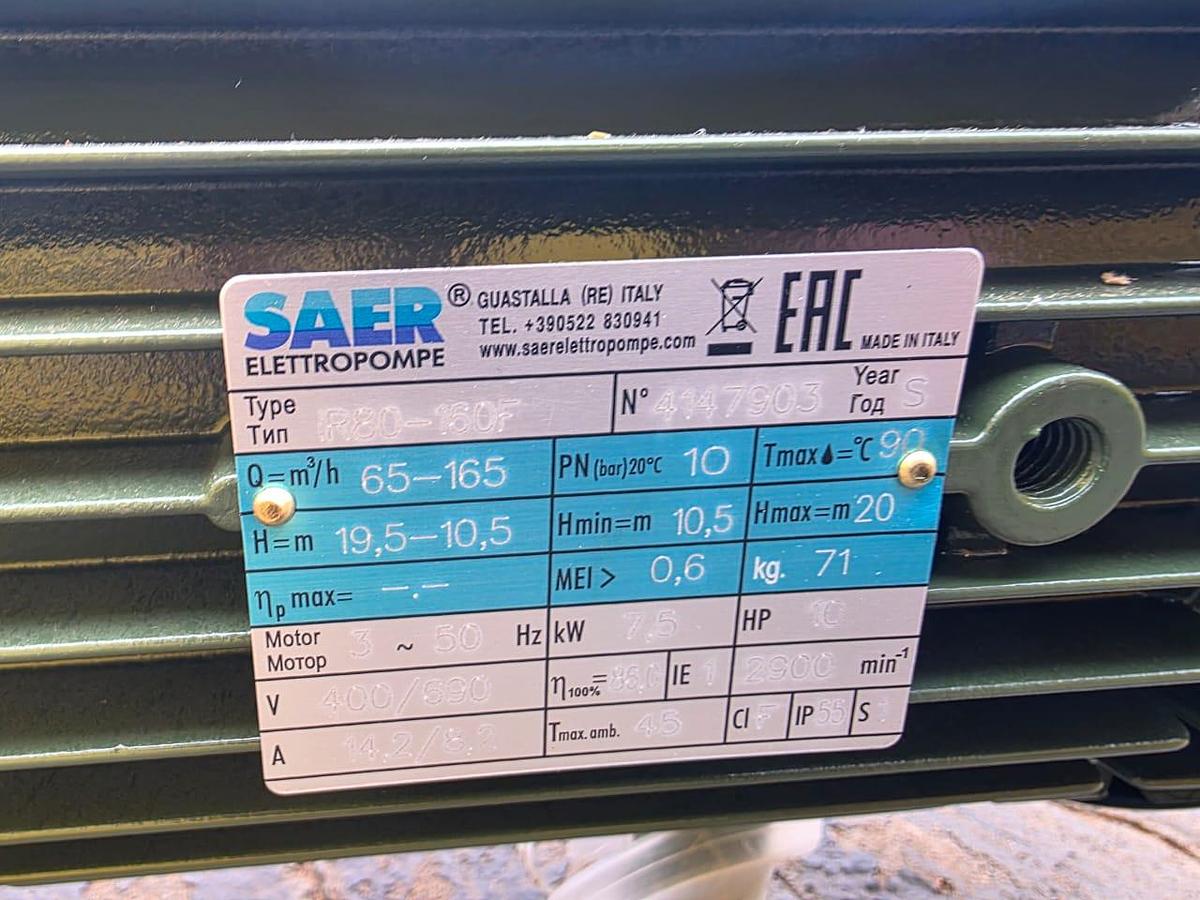 SAER ® GUASTALLA (RE) ITALY EAC
ELETTROPOMPE TEL. +390522 830941
www.saerelettropompe.com MADE IN ITALY
Type IR80-160F N° 4147903 Year S
Тип Год
Q=m³/h 65-165 PN (bar) 20°C 10 Tmax =°C 90
H=m 19,5-10,5 Hmin=m 10,5 Hmax=m 20
ηp max= -.- MEI > 0,6 kg. 71
Motor 3 ~ 50 Hz kW 7,5 HP 10
Мотор
V 400/690 η100%= IE 1 2900 min-1
A 14,2/8,2 Tmax.amb. 45 Cl F IP 55 S